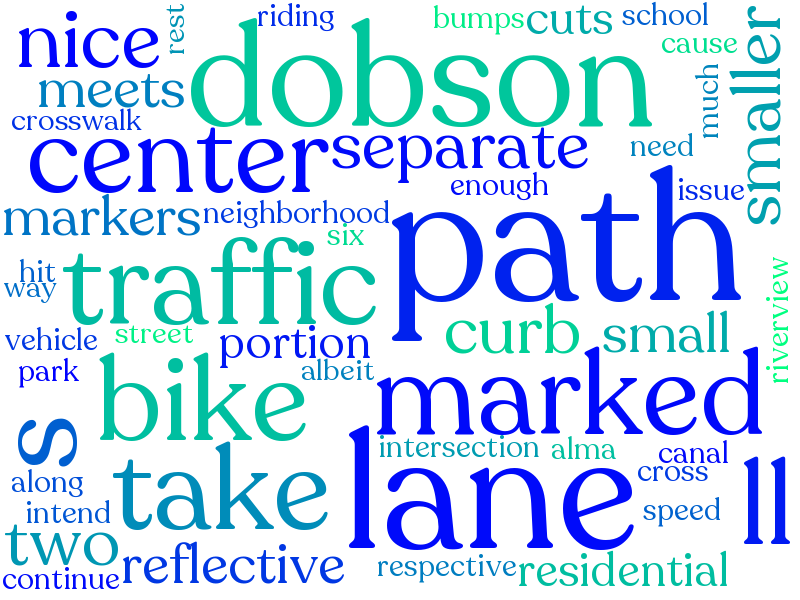 nice
rest
riding
dobson
bumps
cuts
school
cause
smaller
meets
crosswalk
center
separate
much
need
enough
issue
markers
neighborhood
six
path
hit
way
traffic
riverview
vehicle
street
portion
curb
small
park
albeit
bike
marked
s
take
lane
intersection
alma
canal
cross
ll
along
intend
speed
two
reflective
continue
respective
residential